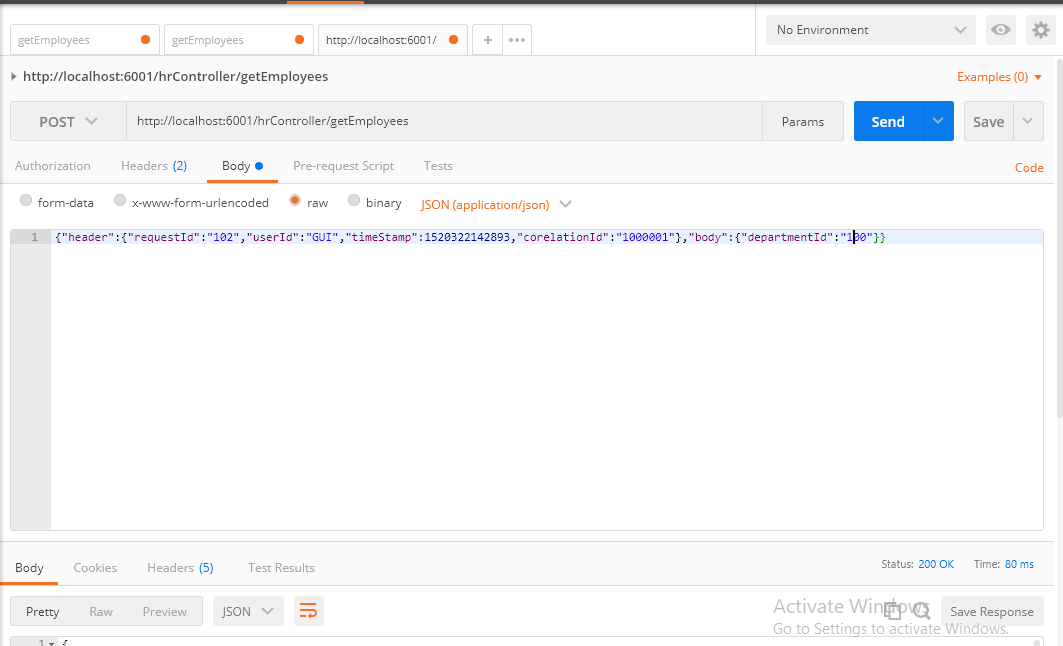 getEmployees
getEmployees
http://localhost:6001/
+
No Environment
http://localhost:6001/hrController/getEmployees
Examples (0)
POST
http://localhost:6001/hrController/getEmployees
Params
Send
Save
Authorization
Headers (2)
Body
Pre-request Script
Tests
Code
form-data
x-www-form-urlencoded
raw
binary
JSON (application/json)
1 {"header":{"requestId":"102","userId":"GUI","timeStamp":1520322142893,"corelationId":"1000001"},"body":{"departmentId":"100"}}
Body
Cookies
Headers (5)
Test Results
Status: 200 OK
Time: 80 ms
Pretty
Raw
Preview
JSON
Save Response
Activate Windows
Go to Settings to activate Windows.
1 {